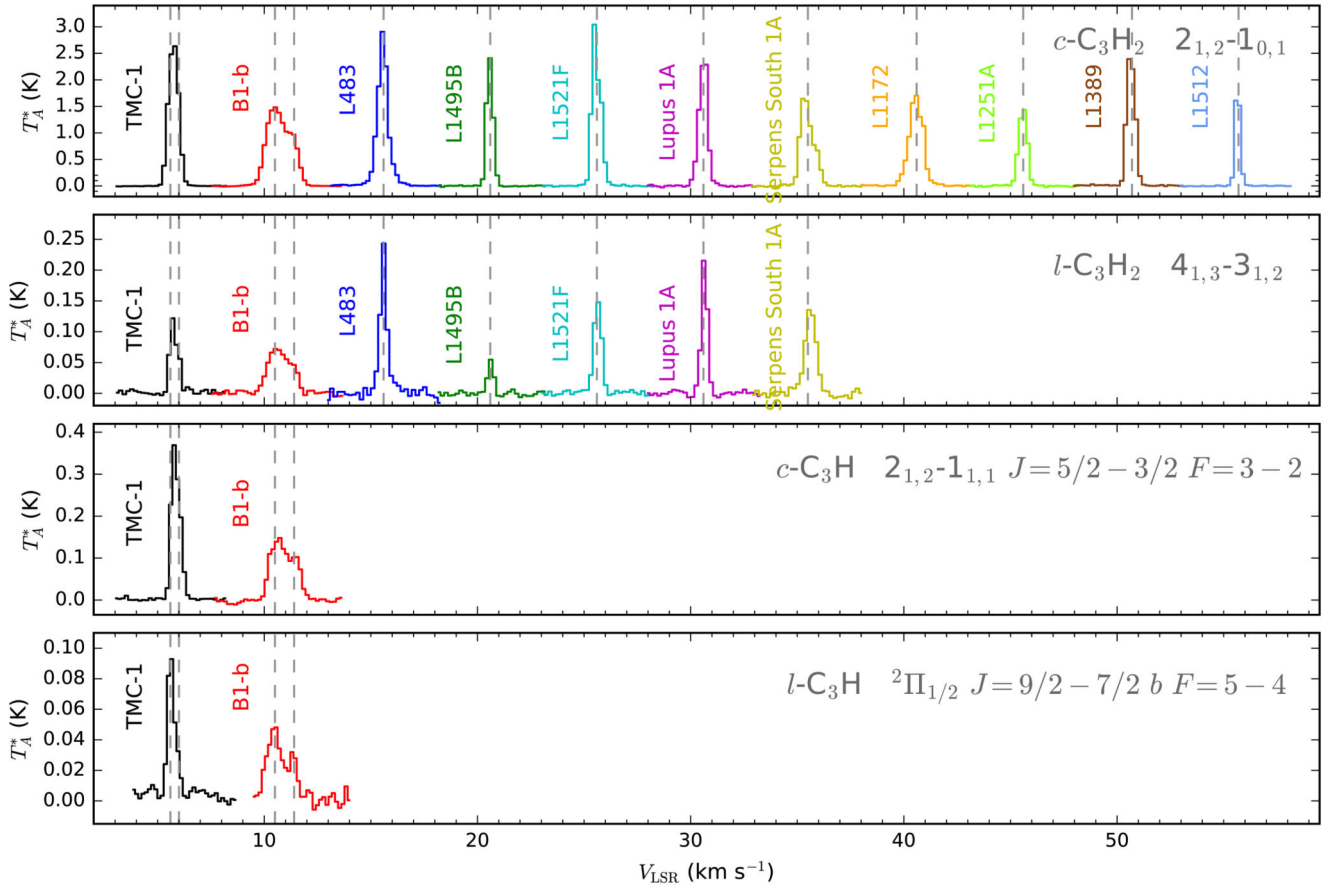 3.0
2.5
2.0
1.5
1.0
0.5
0.0
T*A (K)
TMC-1
B1-b
L483
L1495B
L1521F
Lupus 1A
Serpens South 1A
L1172
L1251A
L1389
L1512
c-C₃H₂ 2₁,₂-1₀,₁
0.25
0.20
0.15
0.10
0.05
0.00
T*A (K)
TMC-1
B1-b
L483
L1495B
L1521F
Lupus 1A
Serpens South 1A
l-C₃H₂ 4₁,₃-3₁,₂
0.4
0.3
0.2
0.1
0.0
T*A (K)
TMC-1
B1-b
c-C₃H 2₁,₂-1₁,₁ J = 5/2 − 3/2 F = 3 − 2
0.10
0.08
0.06
0.04
0.02
0.00
T*A (K)
TMC-1
B1-b
l-C₃H ²Π₁/₂ J = 9/2 − 7/2 b F = 5 − 4
10 20 30 40 50
VLSR (km s⁻¹)